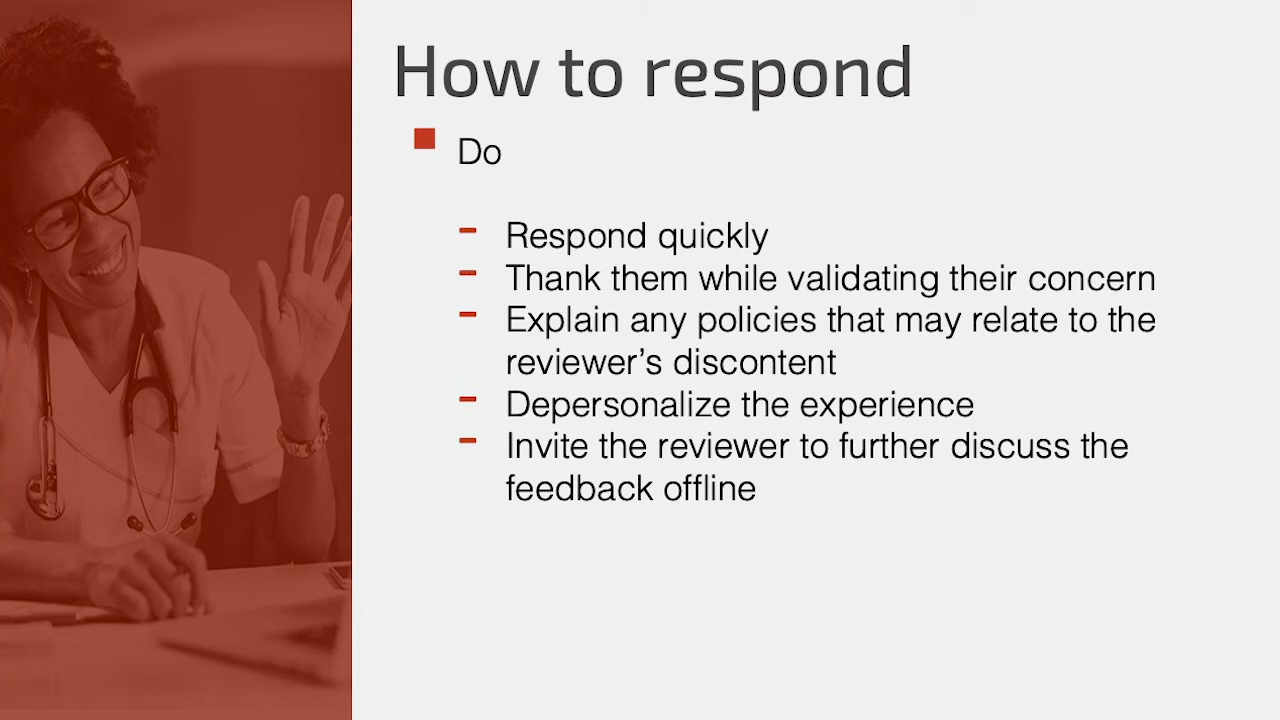 How to respond
Do
Respond quickly
Thank them while validating their concern
Explain any policies that may relate to the
reviewer’s discontent
Depersonalize the experience
Invite the reviewer to further discuss the
feedback offline